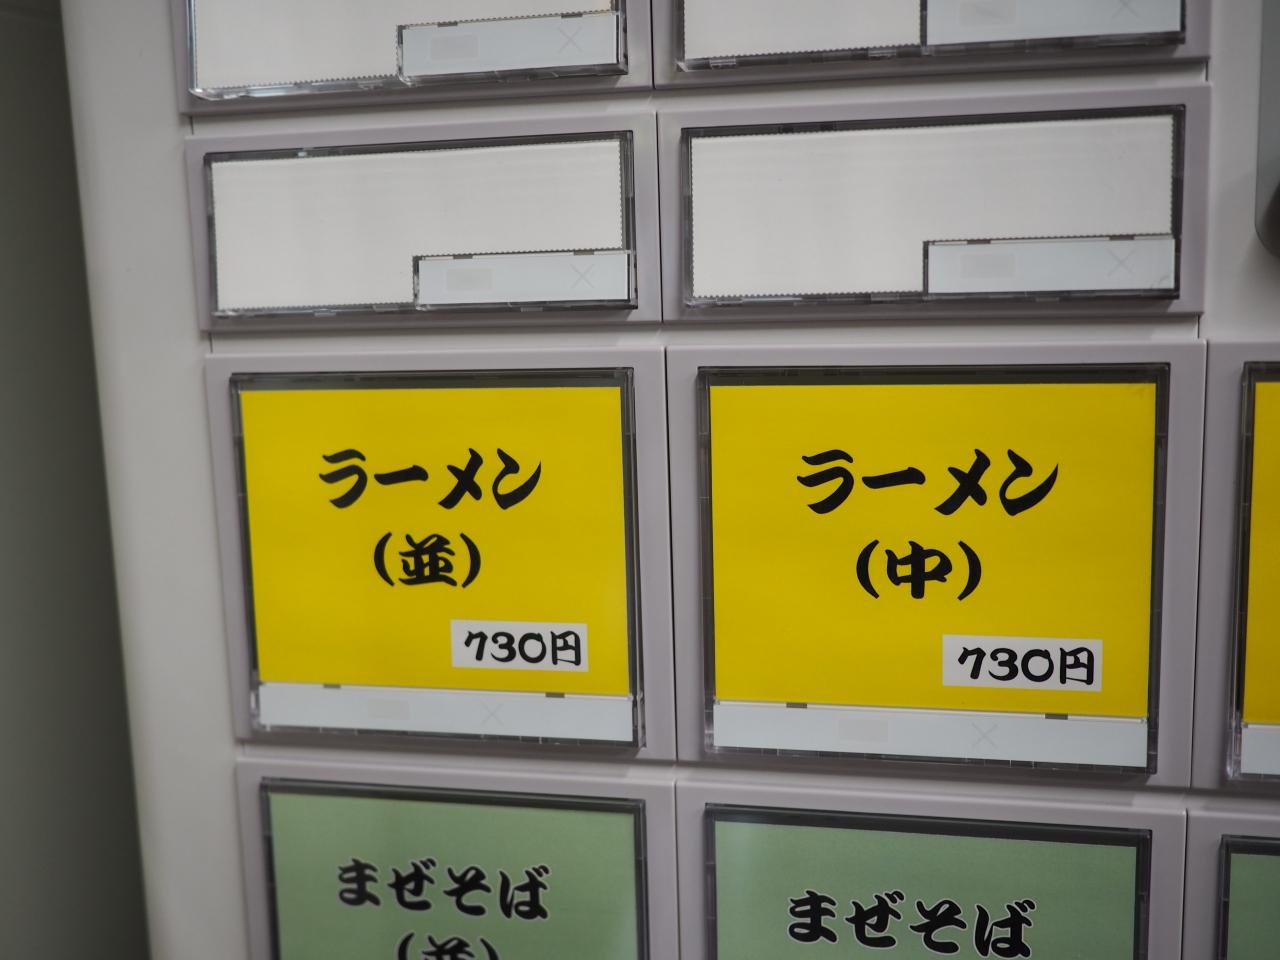 ラーメン
(並)
730円
ラーメン
(中)
730円
まぜそば
(並)
まぜそば